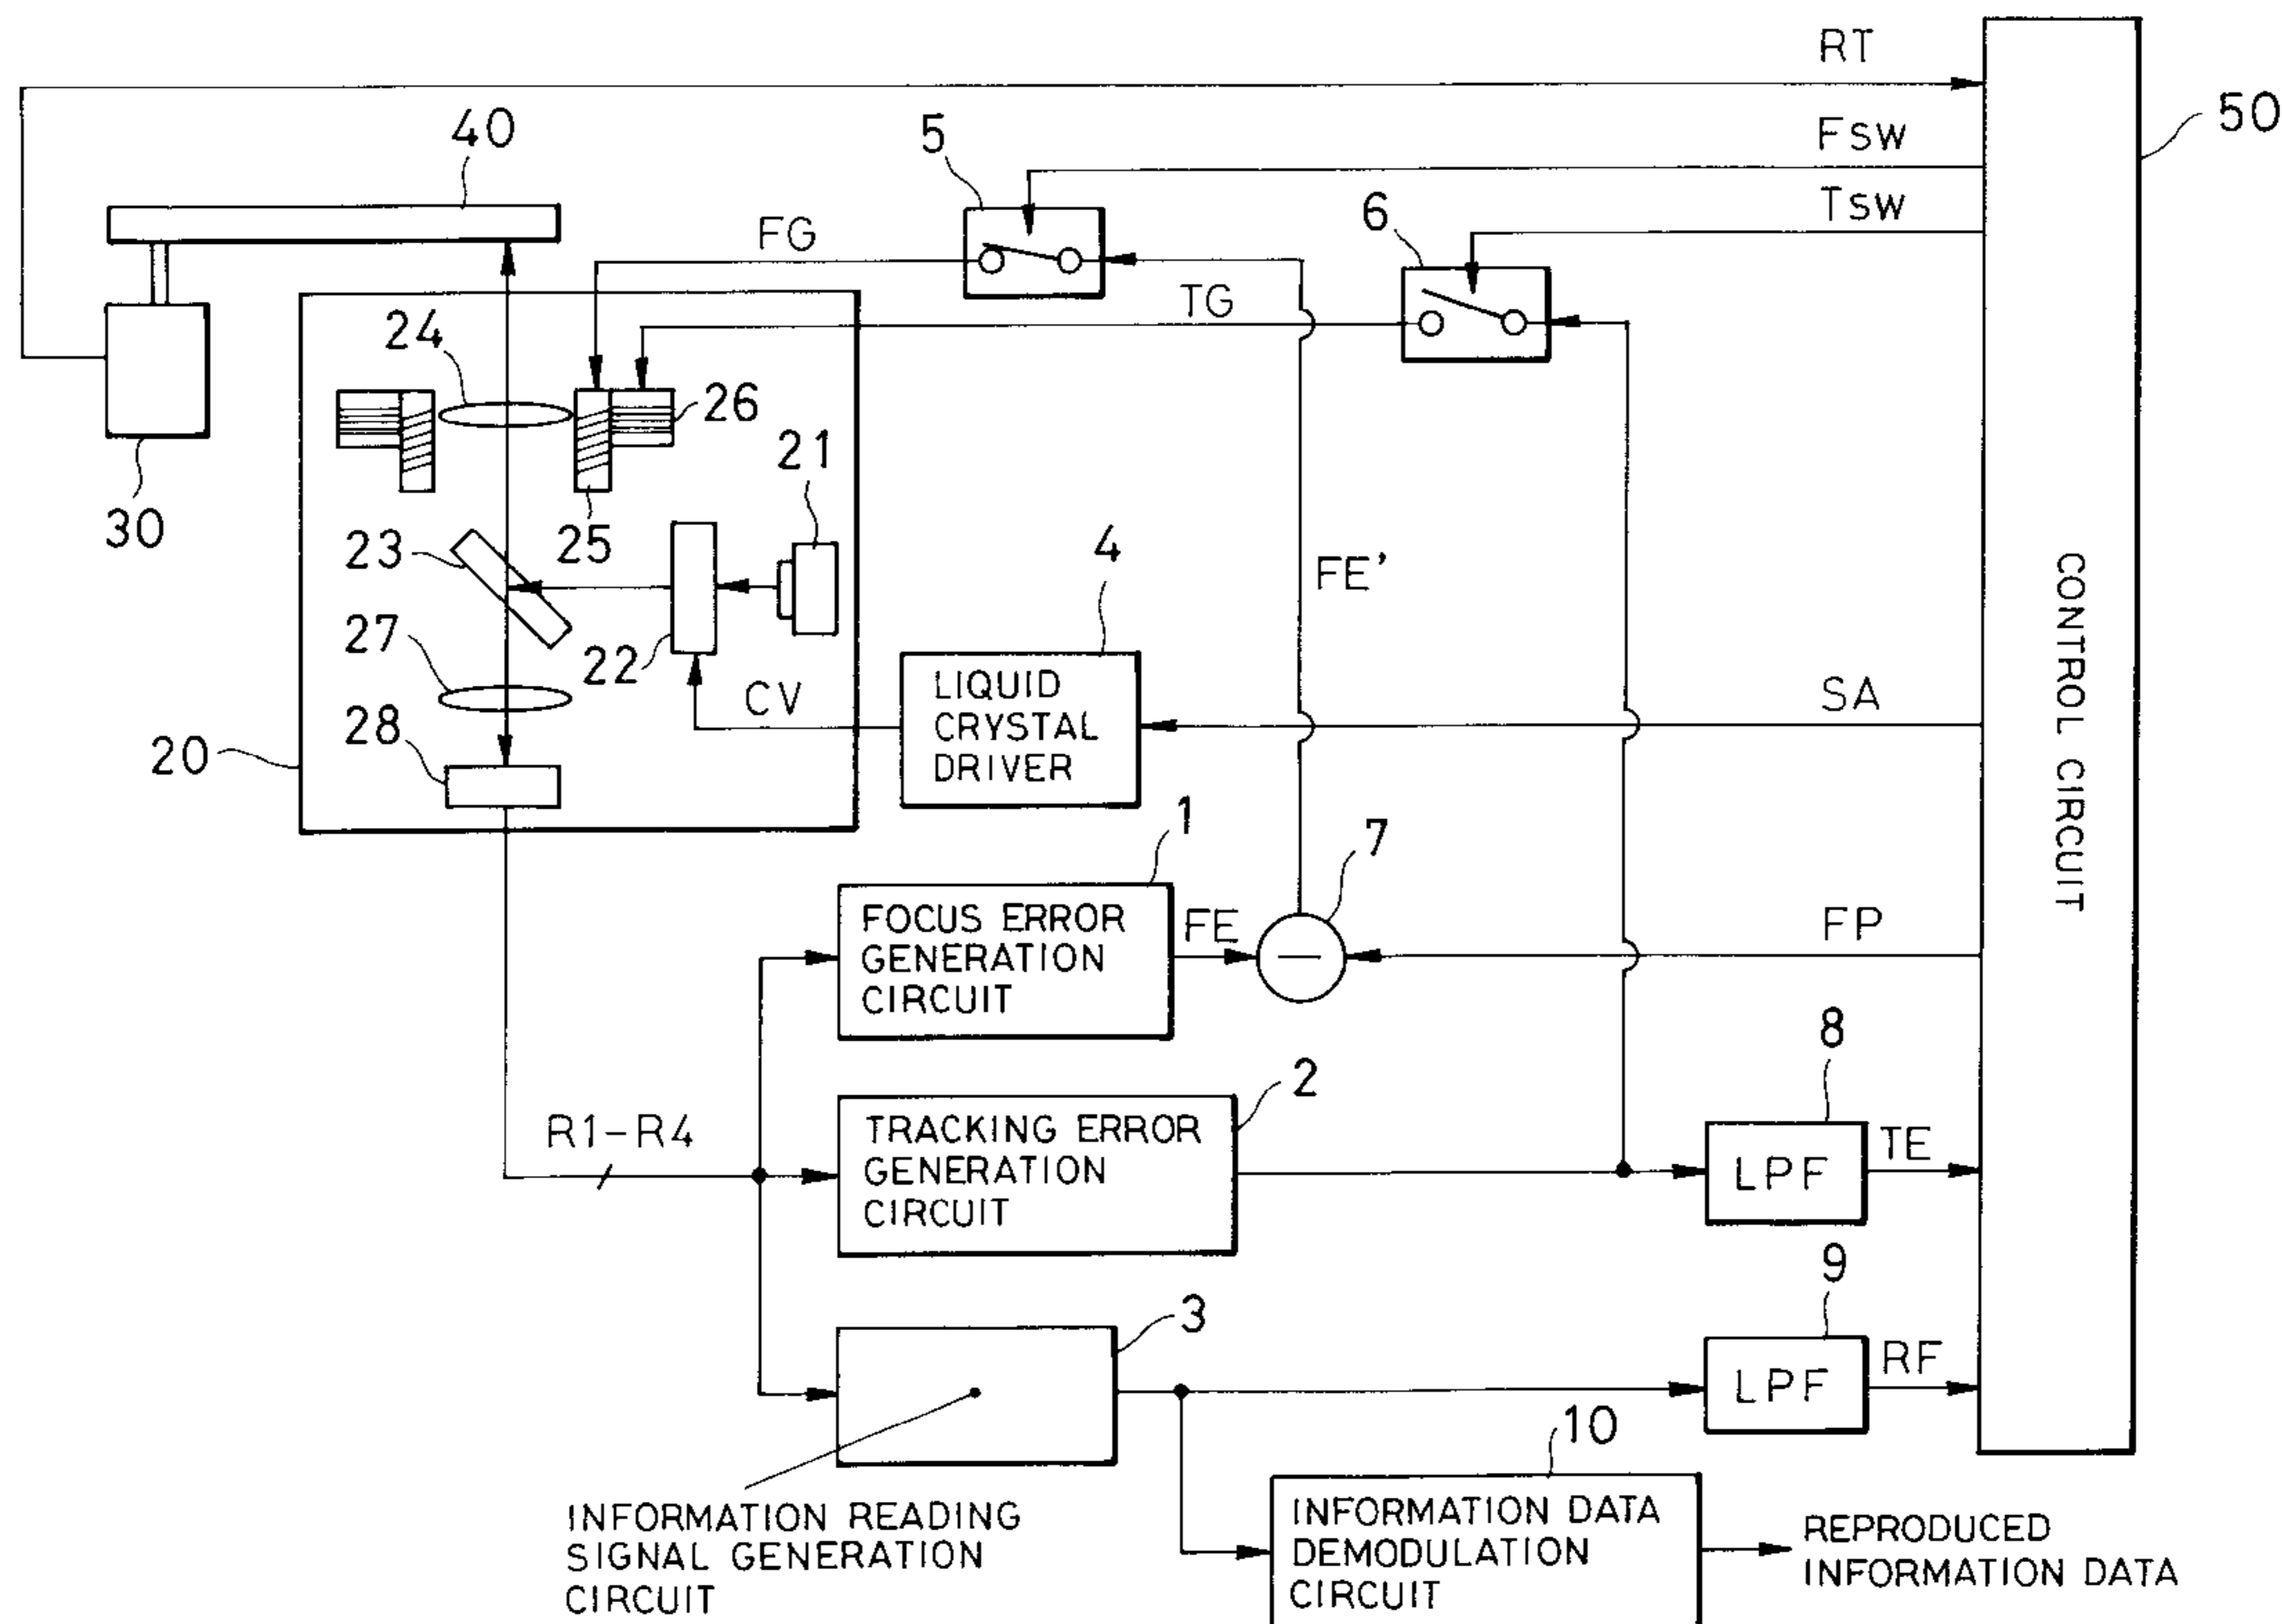 RT
50
40
5
FSW
TSW
6
FG
TG
24
26
21
30
25
23
4
FE'
CONTROL CIRCUIT
27
22
CV
LIQUID
CRYSTAL
DRIVER
SA
28
20
1
7
FOCUS ERROR
GENERATION
CIRCUIT
FE
FP
8
2
R1-R4
TRACKING ERROR
GENERATION
CIRCUIT
LPF
TE
9
3
LPF
RF
10
INFORMATION READING
SIGNAL GENERATION
CIRCUIT
INFORMATION DATA
DEMODULATION
CIRCUIT
REPRODUCED
INFORMATION DATA